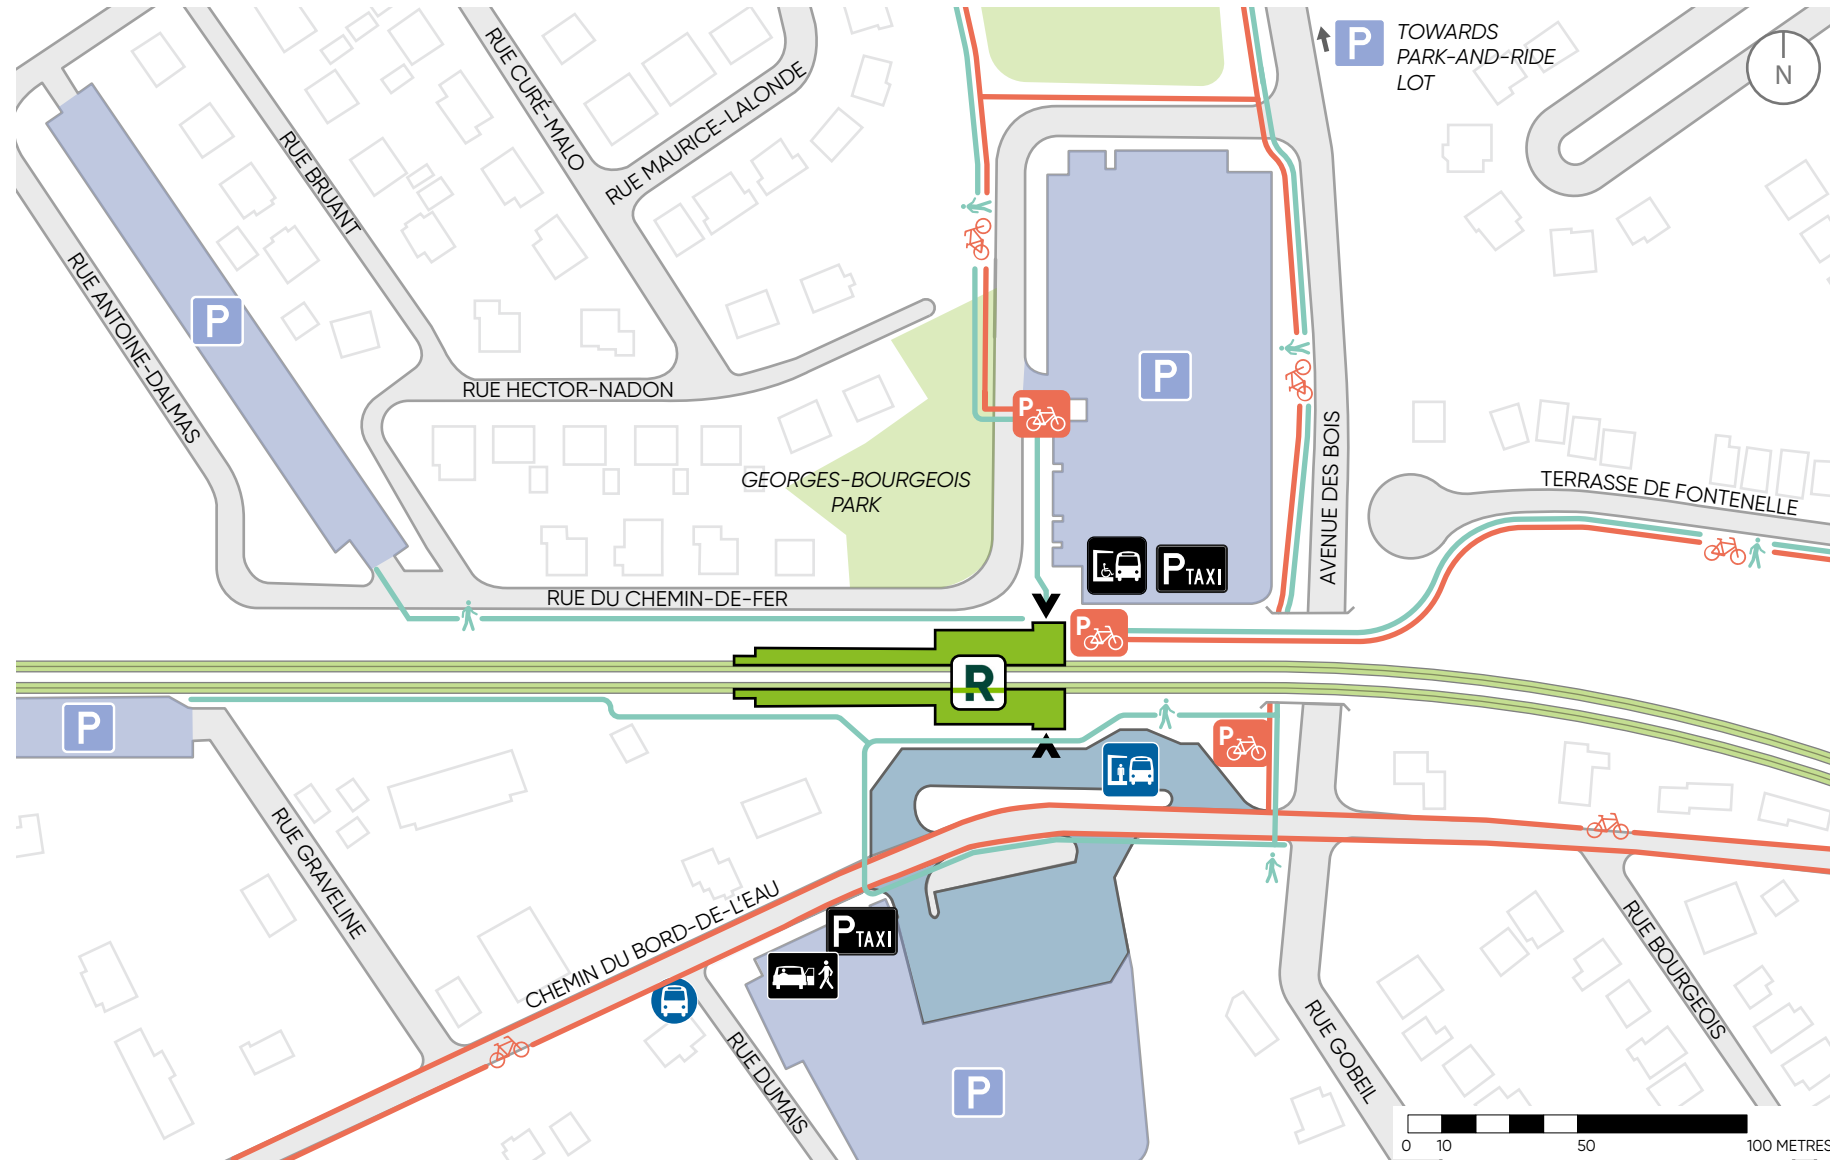 P TOWARDS
PARK-AND-RIDE
LOT
N
RUE CURÉ-MALO
RUE MAURICE-LALONDE
RUE BRUANT
RUE ANTOINE-DALMAS
P
P
RUE HECTOR-NADON
P
AVENUE DES BOIS
GEORGES-BOURGEOIS
PARK
TERRASSE DE FONTENELLE
P TAXI
RUE DU CHEMIN-DE-FER
P
R
P
P
RUE GRAVELINE
CHEMIN DU BORD-DE-L'EAU
P TAXI
RUE DUMAIS
P
RUE GOBEIL
RUE BOURGEOIS
0 10 50 100 METRES